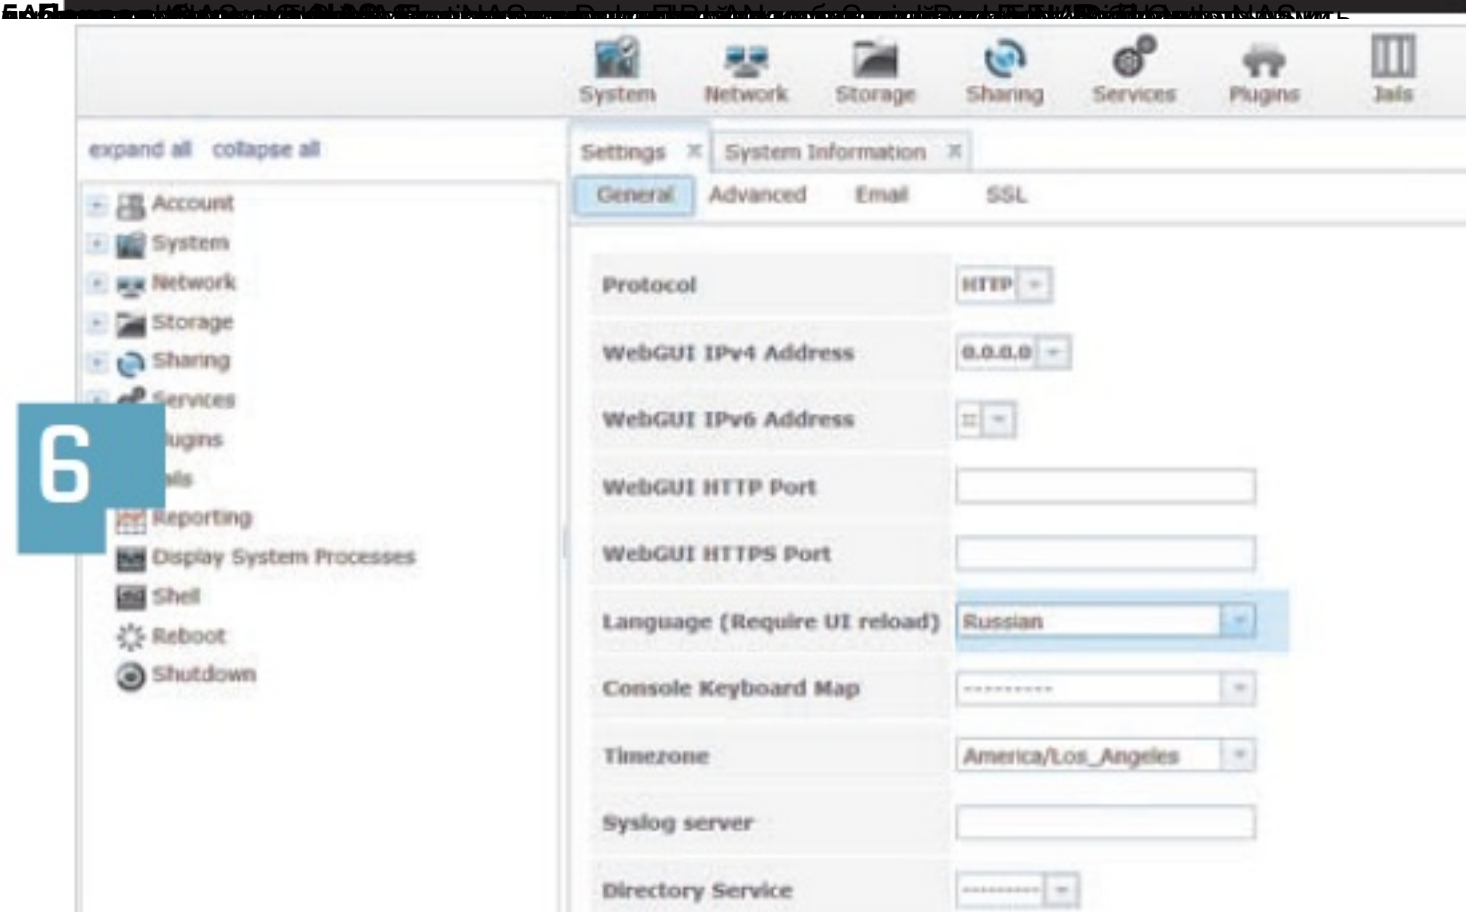 System Network Storage Sharing Services Plugins Jails
expand all collapse all
Settings System Information
General Advanced Email SSL
Account
System
Network
Storage
Sharing
Services
lugins
ails
Reporting
Display System Processes
Shell
Reboot
Shutdown
6
Protocol HTTP
WebGUI IPv4 Address 0.0.0.0
WebGUI IPv6 Address ::
WebGUI HTTP Port
WebGUI HTTPS Port
Language (Require UI reload) Russian
Console Keyboard Map ---------
Timezone America/Los_Angeles
Syslog server
Directory Service ---------